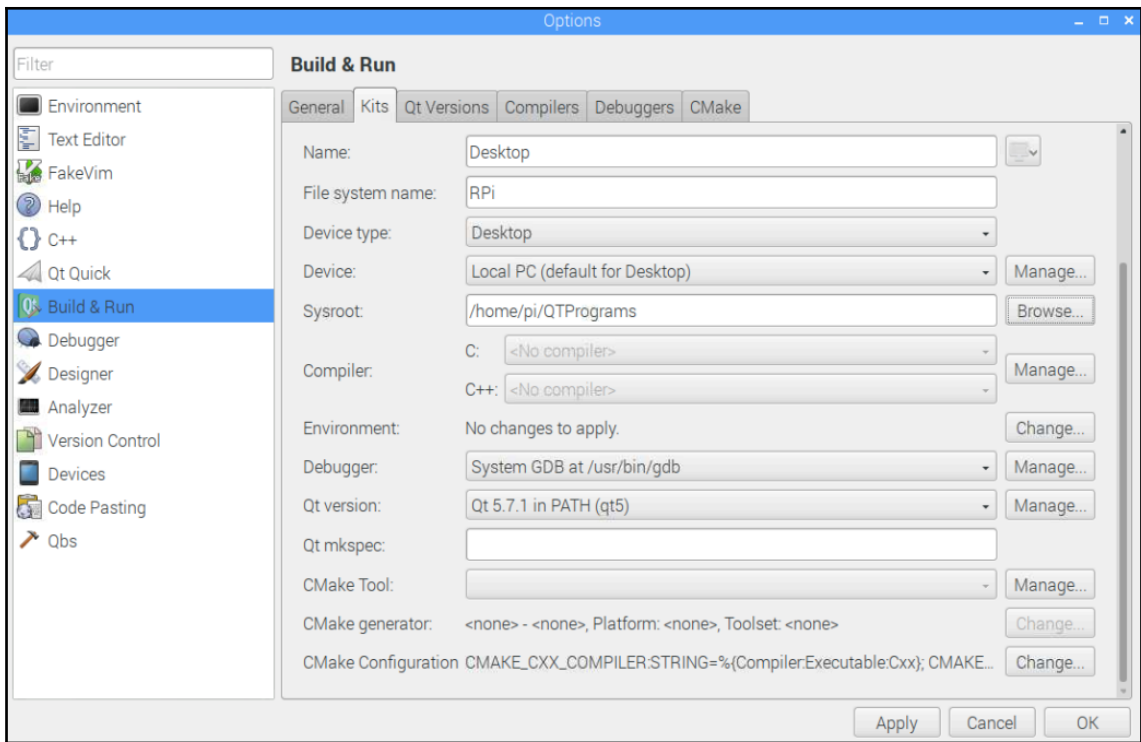 Options
Filter
Environment
Text Editor
FakeVim
Help
C++
Qt Quick
Build & Run
Debugger
Designer
Analyzer
Version Control
Devices
Code Pasting
Qbs
Build & Run
General Kits Qt Versions Compilers Debuggers CMake
Name: Desktop
File system name: RPi
Device type: Desktop
Device: Local PC (default for Desktop) Manage...
Sysroot: /home/pi/QTPrograms Browse...
Compiler: C: <No compiler> Manage...
C++: <No compiler>
Environment: No changes to apply. Change...
Debugger: System GDB at /usr/bin/gdb Manage...
Qt version: Qt 5.7.1 in PATH (qt5) Manage...
Qt mkspec:
CMake Tool: Manage...
CMake generator: <none> - <none>, Platform: <none>, Toolset: <none> Change...
CMake Configuration CMAKE_CXX_COMPILER:STRING=%{Compiler:Executable:Cxx}; CMAKE... Change...
Apply Cancel OK